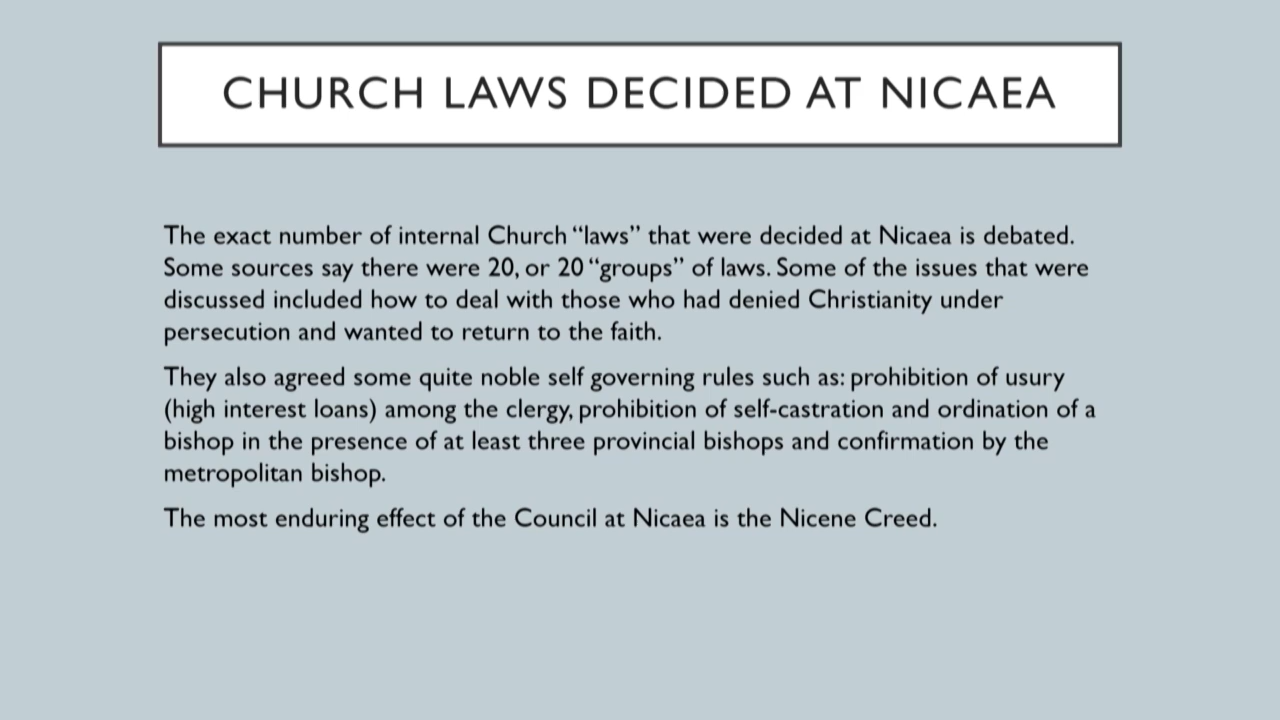 CHURCH LAWS DECIDED AT NICAEA
The exact number of internal Church “laws” that were decided at Nicaea is debated.
Some sources say there were 20, or 20 “groups” of laws. Some of the issues that were
discussed included how to deal with those who had denied Christianity under
persecution and wanted to return to the faith.
They also agreed some quite noble self governing rules such as: prohibition of usury
(high interest loans) among the clergy, prohibition of self-castration and ordination of a
bishop in the presence of at least three provincial bishops and confirmation by the
metropolitan bishop.
The most enduring effect of the Council at Nicaea is the Nicene Creed.